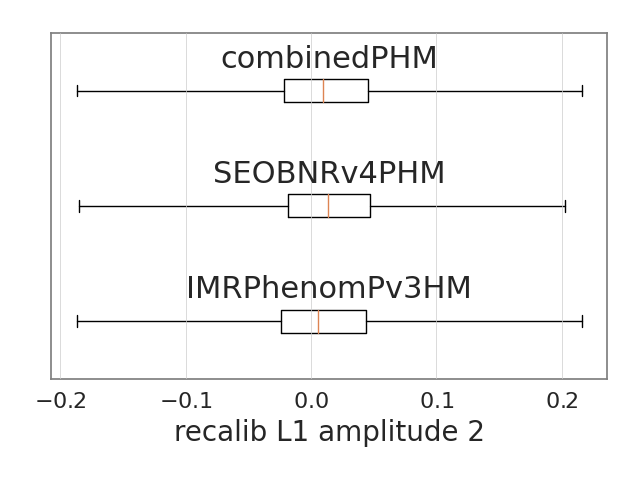 combinedPHM
SEOBNRv4PHM
IMRPhenomPv3HM
−0.2 −0.1 0.0 0.1 0.2
recalib L1 amplitude 2